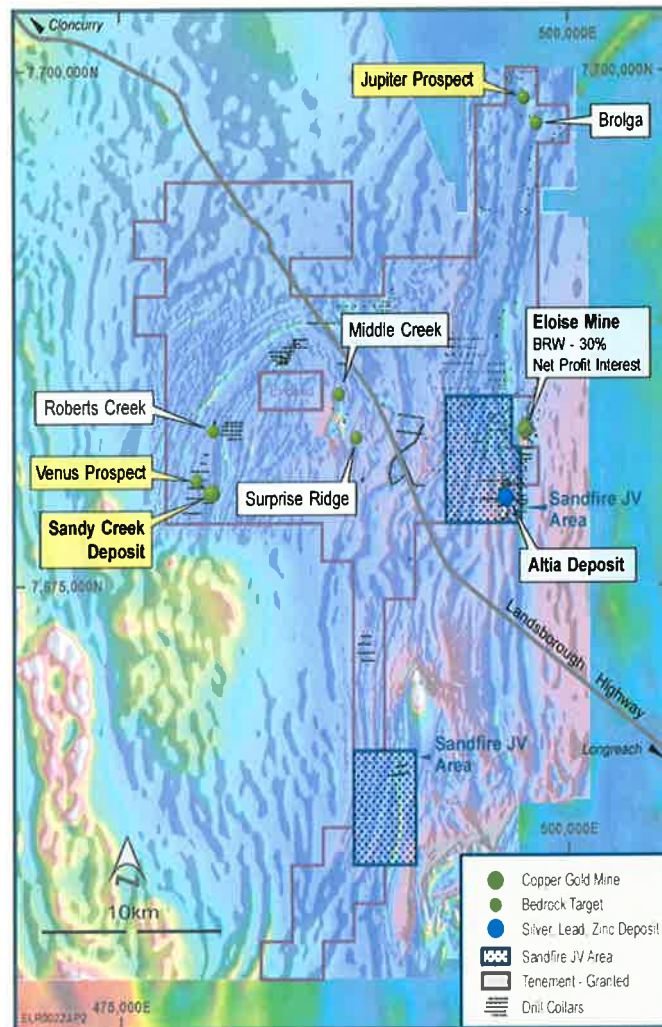 Cloncurry
500,000E
7,700,000N
7,700,000N
Jupiter Prospect
Brolga
Middle Creek
Eloise Mine
BRW - 30%
Net Profit Interest
Roberts Creek
Venus Prospect
Surprise Ridge
Sandfire JV
Area
Sandy Creek
Deposit
Altia Deposit
7,675,000N
Landsborough Highway
Sandfire JV
Area
Longreach
500,000E
10km
Copper Gold Mine
Bedrock Target
Silver, Lead, Zinc Deposit
Sandfire JV Area
Tenement - Granted
Drill Collars
475,000E